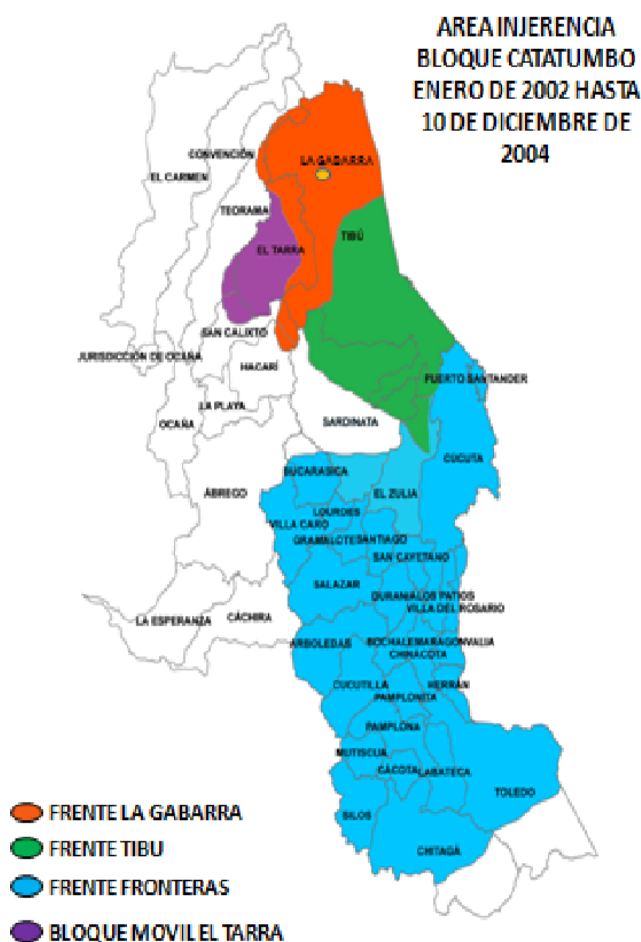 AREA INJERENCIA
BLOQUE CATATUMBO
ENERO DE 2002 HASTA
10 DE DICIEMBRE DE
2004
LA GABARRA
CONVENCIÓN
EL CARMEN
TEORAMA
TIBÚ
EL TARRA
SAN CALIXTO
JURISDICCIÓN DE OCAÑA
HACARÍ
PUERTO SANTANDER
LA PLAYA
OCAÑA
SARDINATA
CÚCUTA
BUCARASICA
ÁBREGO
EL ZULIA
LOURDES
VILLA CARO
GRAMALOTE
SANTIAGO
SAN CAYETANO
SALAZAR
DURANIA
LOS PATIOS
VILLA DEL ROSARIO
LA ESPERANZA
CÁCHIRA
ARBOLEDAS
BOCHALEMA
RAGONVALIA
CHINÁCOTA
CUCUTILLA
HERRÁN
PAMPLONITA
PAMPLONA
MUTISCUA
CÁCOTA
LABATECA
TOLEDO
SILOS
CHITAGÁ
FRENTE LA GABARRA
FRENTE TIBU
FRENTE FRONTERAS
BLOQUE MOVIL EL TARRA